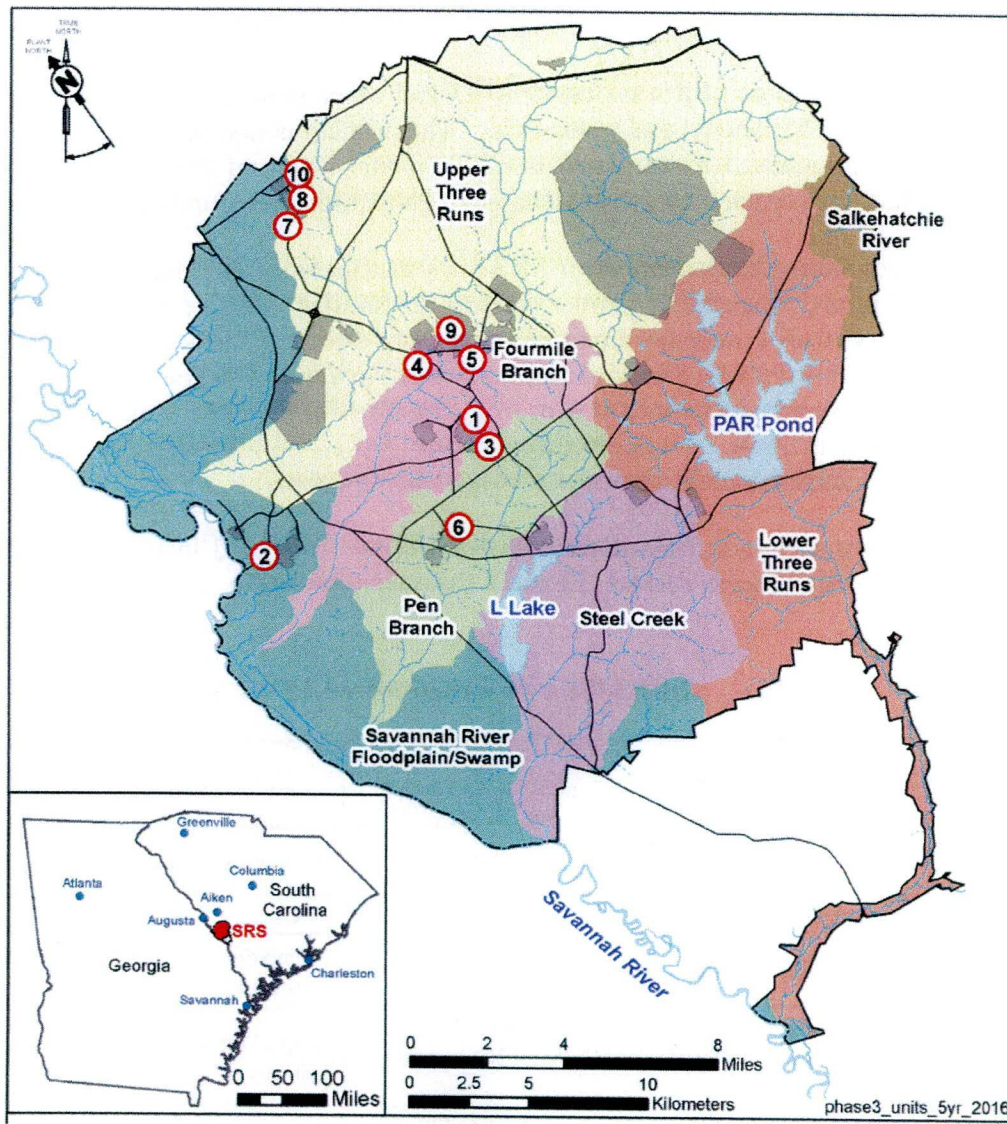 TRUE
NORTH
PLANT
NORTH
N
Upper
Three
Runs
Salkehatchie
River
10
8
7
9
4
5
Fourmile
Branch
1
3
PAR Pond
6
2
Lower
Three
Runs
Pen
Branch
L Lake
Steel Creek
Savannah River
Floodplain/Swamp
Savannah River
Greenville
Atlanta
Columbia
Aiken
South
Carolina
Augusta
SRS
Georgia
Charleston
Savannah
0 50 100
Miles
0 2 4 8
Miles
0 2.5 5 10
Kilometers
phase3_units_5yr_2016